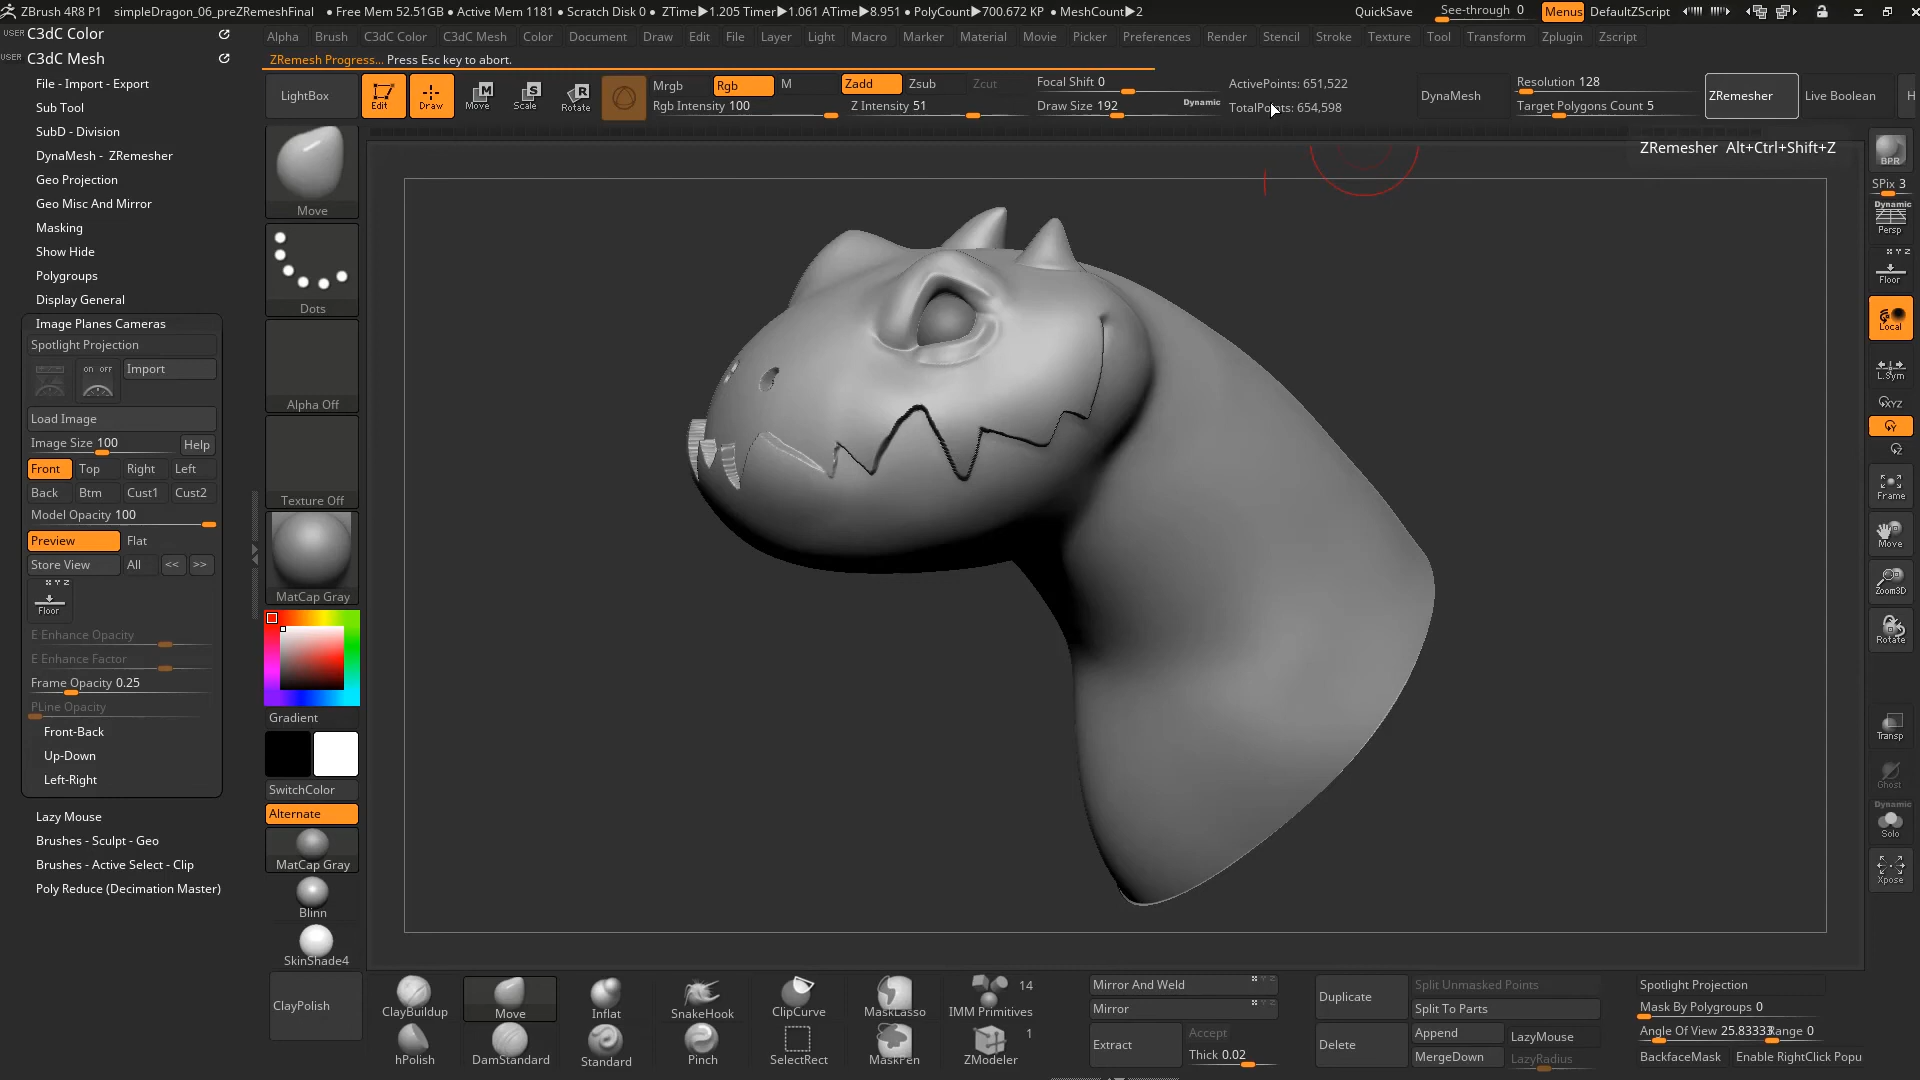 ZBrush 4R8 P1 simpleDragon_06_preZRemeshFinal • Free Mem 52.51GB • Active Mem 1181 • Scratch Disk 0 • ZTime▶1.205 Timer▶1.061 ATime▶8.951 • PolyCount▶700.672 KP • MeshCount▶2 QuickSave See-through 0 Menus DefaultZScript
USER C3dC Color
Alpha Brush C3dC Color C3dC Mesh Color Document Draw Edit File Layer Light Macro Marker Material Movie Picker Preferences Render Stencil Stroke Texture Tool Transform Zplugin Zscript
USER C3dC Mesh
ZRemesh Progress... Press Esc key to abort.
File - Import - Export
Sub Tool
SubD - Division
DynaMesh - ZRemesher
Geo Projection
Geo Misc And Mirror
Masking
Show Hide
Polygroups
Display General
Image Planes Cameras
Spotlight Projection
on off
Import
Load Image
Image Size 100
Help
Front Top Right Left
Back Btm Cust1 Cust2
Model Opacity 100
Preview Flat
Store View All << >>
X Y Z
Floor
E Enhance Opacity
E Enhance Factor
Frame Opacity 0.25
PLine Opacity
Front-Back
Up-Down
Left-Right
Lazy Mouse
Brushes - Sculpt - Geo
Brushes - Active Select - Clip
Poly Reduce (Decimation Master)
LightBox
Edit
Draw
Move
Scale
Rotate
Mrgb Rgb M
Rgb Intensity 100
Zadd Zsub Zcut
Z Intensity 51
Focal Shift 0
Draw Size 192
Dynamic
ActivePoints: 651,522
TotalPoints: 654,598
DynaMesh
Resolution 128
Target Polygons Count 5
ZRemesher
Live Boolean
H
ZRemesher Alt+Ctrl+Shift+Z
Move
Dots
Alpha Off
Texture Off
MatCap Gray
Gradient
SwitchColor
Alternate
MatCap Gray
Blinn
SkinShade4
ClayPolish
BPR
SPix 3
Dynamic
Persp
X Y Z
Floor
Local
L.Sym
XYZ
Y
Z
Frame
Move
Zoom3D
Rotate
Transp
Ghost
Dynamic
Solo
Xpose
ClayBuildup Move Inflat SnakeHook ClipCurve MaskLasso IMM Primitives 14
hPolish DamStandard Standard Pinch SelectRect MaskPen ZModeler 1
Mirror And Weld X Y Z
Mirror X Y Z
Extract
Accept
Thick 0.02
Duplicate
Delete
Split Unmasked Points
Split To Parts
Append
MergeDown
LazyMouse
LazyRadius
Spotlight Projection
Mask By Polygroups 0
Angle Of View 25.83333 Range 0
BackfaceMask Enable RightClick Popu